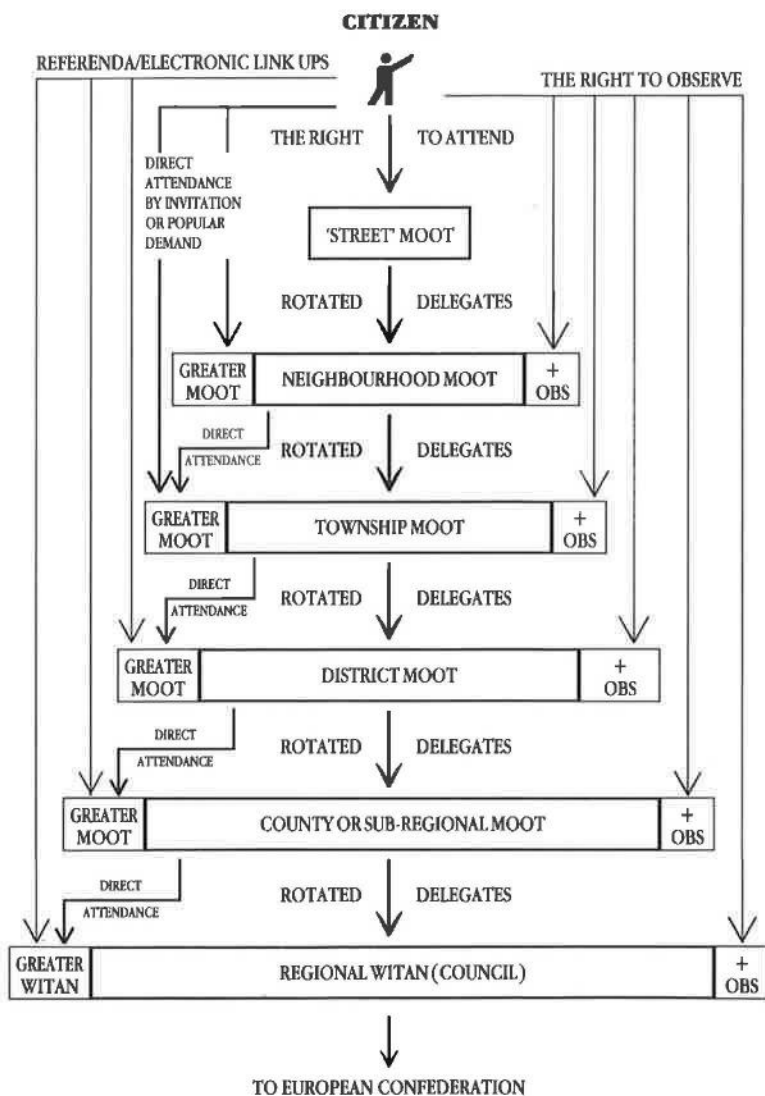 CITIZEN
REFERENDA/ELECTRONIC LINK UPS
THE RIGHT TO OBSERVE
THE RIGHT TO ATTEND
DIRECT
ATTENDANCE
BY INVITATION
OR POPULAR
DEMAND
'STREET' MOOT
ROTATED DELEGATES
GREATER
MOOT
NEIGHBOURHOOD MOOT
+
OBS
DIRECT
ATTENDANCE
ROTATED DELEGATES
GREATER
MOOT
TOWNSHIP MOOT
+
OBS
DIRECT
ATTENDANCE
ROTATED DELEGATES
GREATER
MOOT
DISTRICT MOOT
+
OBS
DIRECT
ATTENDANCE
ROTATED DELEGATES
GREATER
MOOT
COUNTY OR SUB-REGIONAL MOOT
+
OBS
DIRECT
ATTENDANCE
ROTATED DELEGATES
GREATER
WITAN
REGIONAL WITAN (COUNCIL)
+
OBS
TO EUROPEAN CONFEDERATION